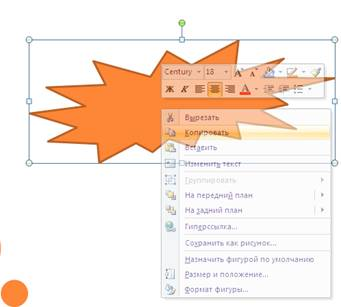 Century 18 А А
Ж К А
Вырезать
Копировать
Вставить
Изменить текст
Группировать
На передний план
На задний план
Гиперссылка...
Сохранить как рисунок...
Назначить фигурой по умолчанию
Размер и положение...
Формат фигуры...